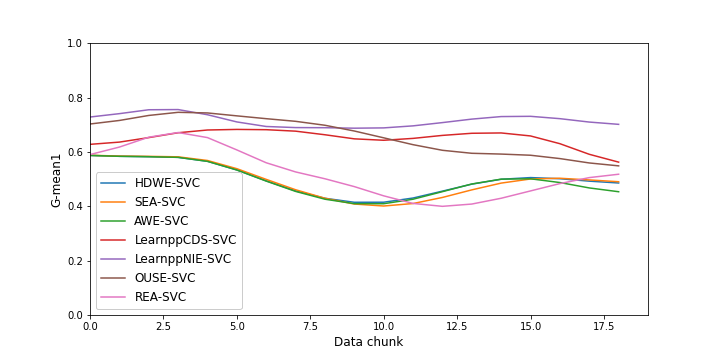 1.0
0.8
0.6
0.4
0.2
0.0
G-mean1
HDWE-SVC
SEA-SVC
AWE-SVC
LearnppCDS-SVC
LearnppNIE-SVC
OUSE-SVC
REA-SVC
0.0 2.5 5.0 7.5 10.0 12.5 15.0 17.5
Data chunk